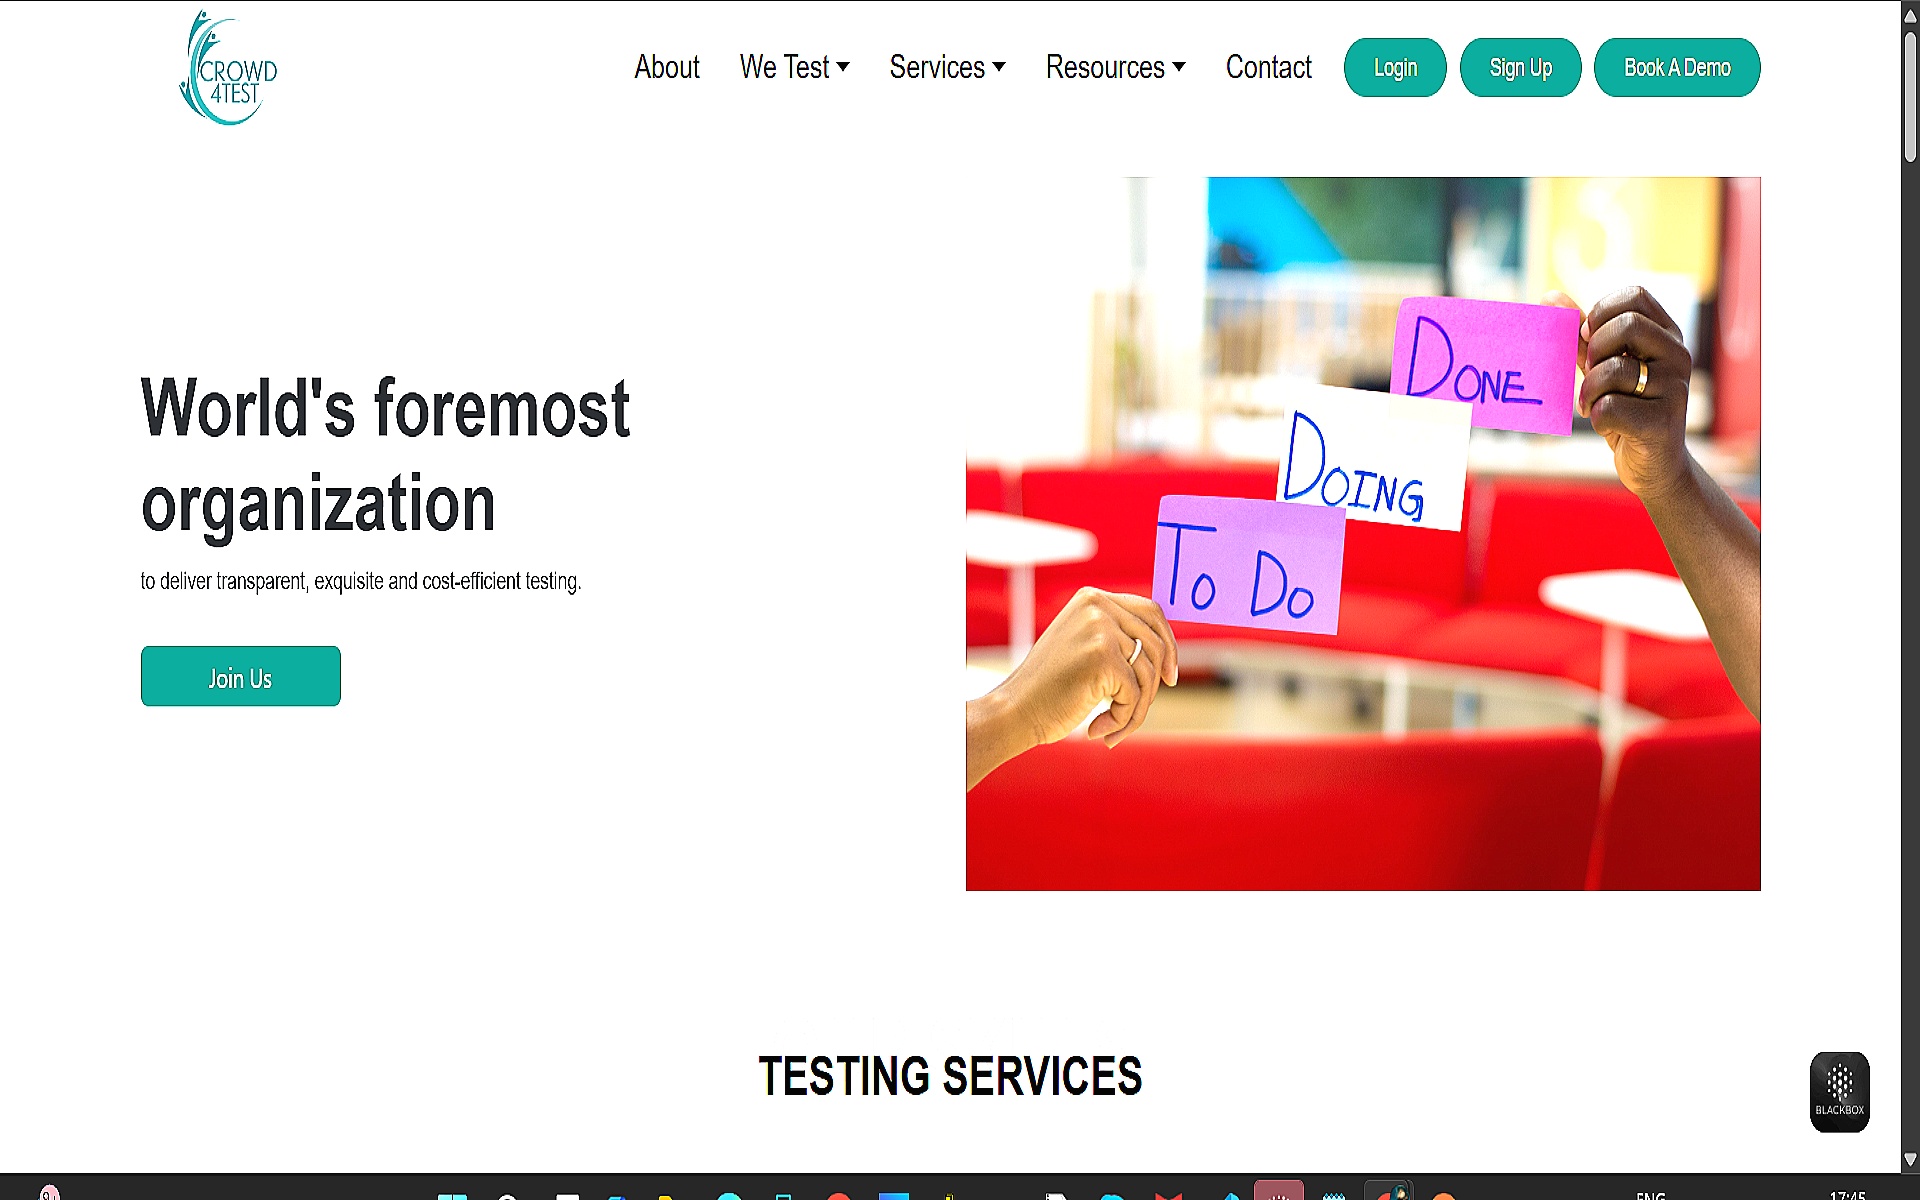 CROWD
4TEST
About
We Test
Services
Resources
Contact
Login
Sign Up
Book A Demo
DONE
DOING
To Do
World's foremost
organization
to deliver transparent, exquisite and cost-efficient testing.
Join Us
TESTING SERVICES
BLACKBOX
ENG
17:45